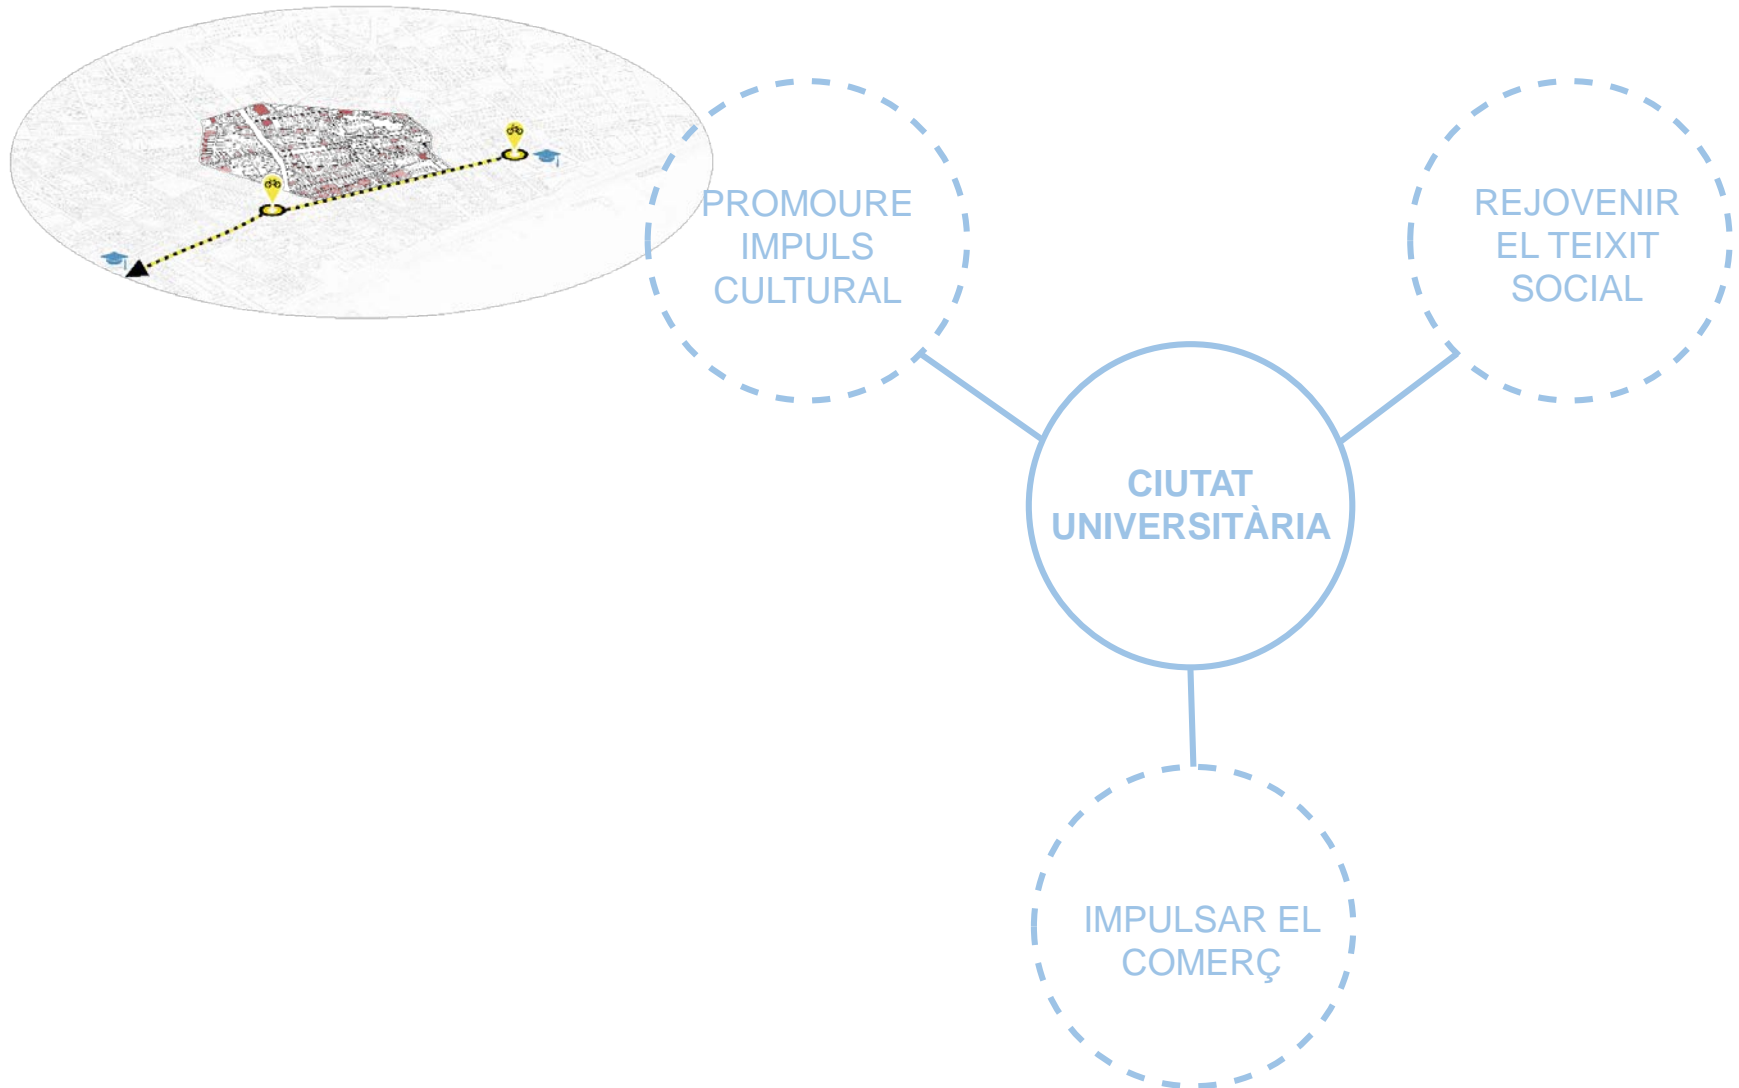 PROMOURE
IMPULS
CULTURAL
REJOVENIR
EL TEIXIT
SOCIAL
CIUTAT
UNIVERSITÀRIA
IMPULSAR EL
COMERÇ